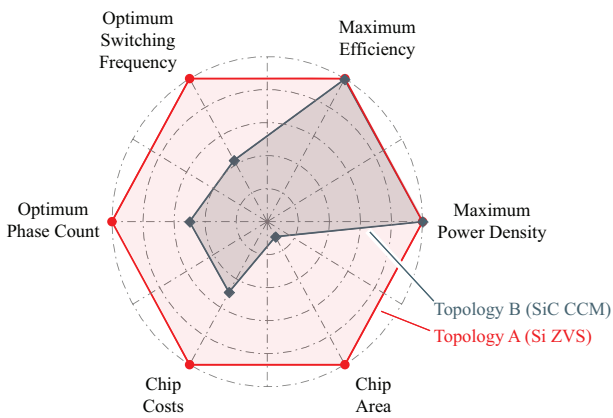 Optimum
Switching
Frequency
Maximum
Efficiency
Optimum
Phase Count
Maximum
Power Density
Topology B (SiC CCM)
Topology A (Si ZVS)
Chip
Costs
Chip
Area